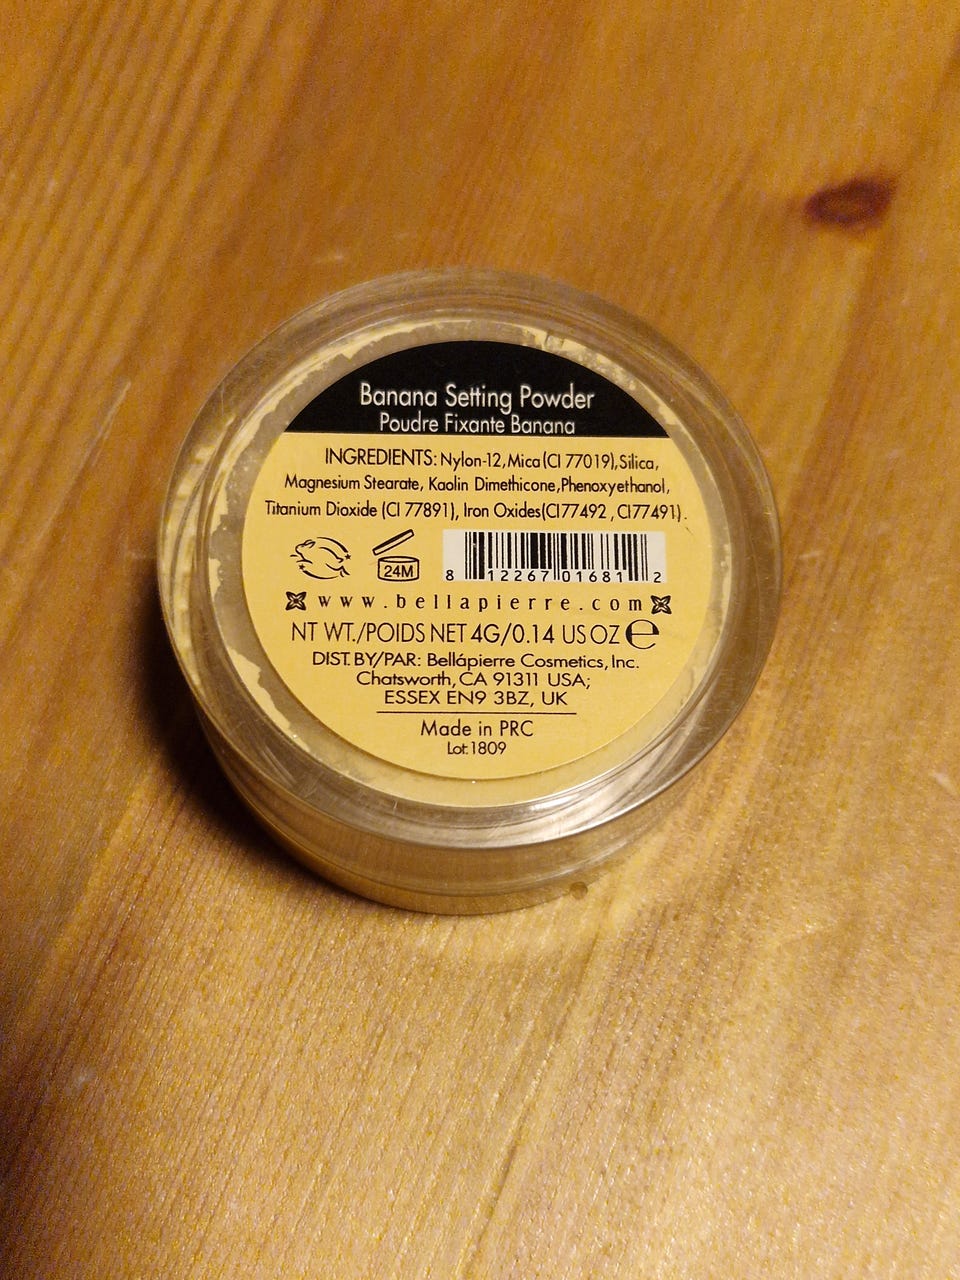 Banana Setting Powder
Poudre Fixante Banana
INGREDIENTS: Nylon-12, Mica (CI 77019), Silica,
Magnesium Stearate, Kaolin Dimethicone, Phenoxyethanol,
Titanium Dioxide (CI 77891), Iron Oxides(CI77492 , CI77491) .
24M
8 12267 01681 2
www.bellapierre.com
NT WT./POIDS NET 4G/0.14 US OZ ℮
DIST. BY/PAR: Bellápierre Cosmetics, Inc.
Chatsworth, CA 91311 USA;
ESSEX EN9 3BZ, UK
Made in PRC
Lot: 1809